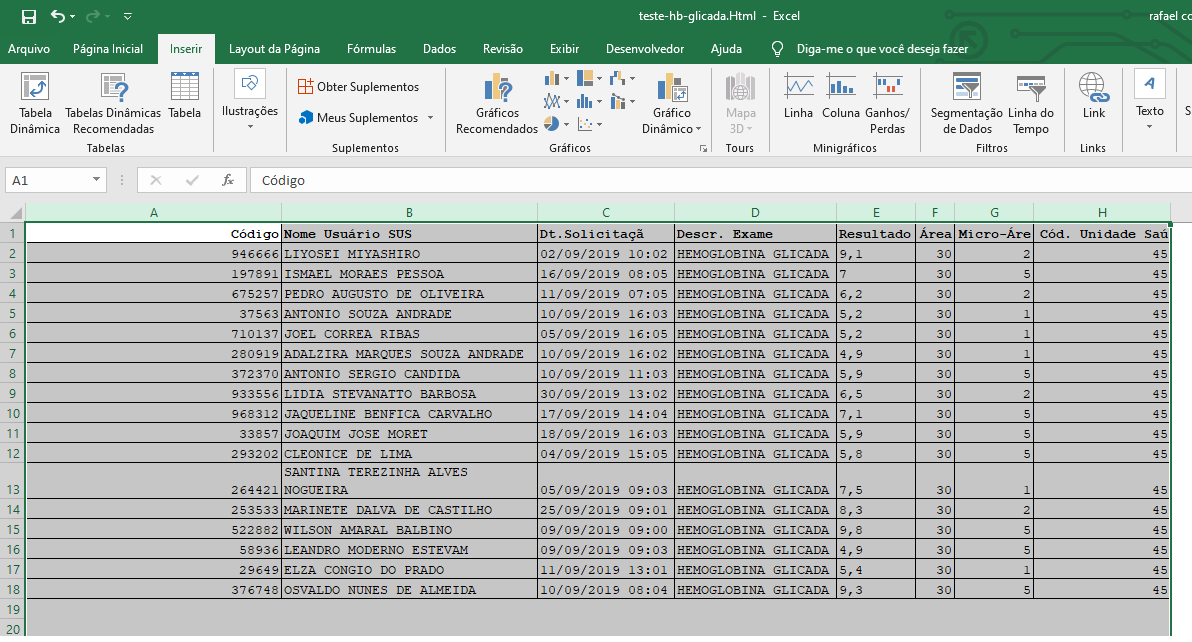 teste-hb-glicada.Html - Excel
rafael co
Arquivo Página Inicial Inserir Layout da Página Fórmulas Dados Revisão Exibir Desenvolvedor Ajuda Diga-me o que você deseja fazer
Tabela Dinâmica
Tabelas Dinâmicas Recomendadas
Tabela
Tabelas
Ilustrações
Obter Suplementos
Meus Suplementos
Suplementos
Gráficos Recomendados
Gráfico Dinâmico
Gráficos
Mapa 3D
Tours
Linha
Coluna
Ganhos/ Perdas
Minigráficos
Segmentação de Dados
Linha do Tempo
Filtros
Link
Links
Texto
S
A1 fx Código
A B C D E F G H
1 Código Nome Usuário SUS Dt.Solicitaçã Descr. Exame Resultado Área Micro-Áre Cód. Unidade Saú
2 946666 LIYOSEI MIYASHIRO 02/09/2019 10:02 HEMOGLOBINA GLICADA 9,1 30 2 45
3 197891 ISMAEL MORAES PESSOA 16/09/2019 08:05 HEMOGLOBINA GLICADA 7 30 5 45
4 675257 PEDRO AUGUSTO DE OLIVEIRA 11/09/2019 07:05 HEMOGLOBINA GLICADA 6,2 30 2 45
5 37563 ANTONIO SOUZA ANDRADE 10/09/2019 16:03 HEMOGLOBINA GLICADA 5,2 30 1 45
6 710137 JOEL CORREA RIBAS 05/09/2019 16:05 HEMOGLOBINA GLICADA 5,2 30 1 45
7 280919 ADALZIRA MARQUES SOUZA ANDRADE 10/09/2019 16:02 HEMOGLOBINA GLICADA 4,9 30 1 45
8 372370 ANTONIO SERGIO CANDIDA 10/09/2019 11:03 HEMOGLOBINA GLICADA 5,9 30 5 45
9 933556 LIDIA STEVANATTO BARBOSA 30/09/2019 13:02 HEMOGLOBINA GLICADA 6,5 30 2 45
10 968312 JAQUELINE BENFICA CARVALHO 17/09/2019 14:04 HEMOGLOBINA GLICADA 7,1 30 5 45
11 33857 JOAQUIM JOSE MORET 18/09/2019 16:03 HEMOGLOBINA GLICADA 5,9 30 5 45
12 293202 CLEONICE DE LIMA 04/09/2019 15:05 HEMOGLOBINA GLICADA 5,8 30 5 45
SANTINA TEREZINHA ALVES
13 264421 NOGUEIRA 05/09/2019 09:03 HEMOGLOBINA GLICADA 7,5 30 1 45
14 253533 MARINETE DALVA DE CASTILHO 25/09/2019 09:01 HEMOGLOBINA GLICADA 8,3 30 2 45
15 522882 WILSON AMARAL BALBINO 09/09/2019 09:00 HEMOGLOBINA GLICADA 9,8 30 5 45
16 58936 LEANDRO MODERNO ESTEVAM 09/09/2019 09:03 HEMOGLOBINA GLICADA 4,9 30 5 45
17 29649 ELZA CONGIO DO PRADO 11/09/2019 13:01 HEMOGLOBINA GLICADA 5,4 30 1 45
18 376748 OSVALDO NUNES DE ALMEIDA 10/09/2019 08:04 HEMOGLOBINA GLICADA 9,3 30 5 45
19
20